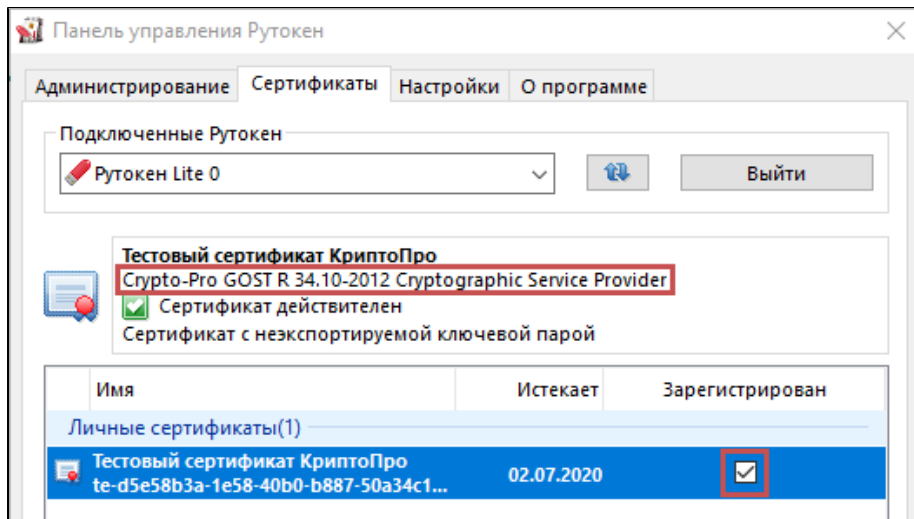 Панель управления Рутокен
Администрирование Сертификаты Настройки О программе
Подключенные Рутокен
Рутокен Lite 0 Выйти
Тестовый сертификат КриптоПро
Crypto-Pro GOST R 34.10-2012 Cryptographic Service Provider
Сертификат действителен
Сертификат с неэкспортируемой ключевой парой
Имя Истекает Зарегистрирован
Личные сертификаты(1)
Тестовый сертификат КриптоПро
te-d5e58b3a-1e58-40b0-b887-50a34c1... 02.07.2020